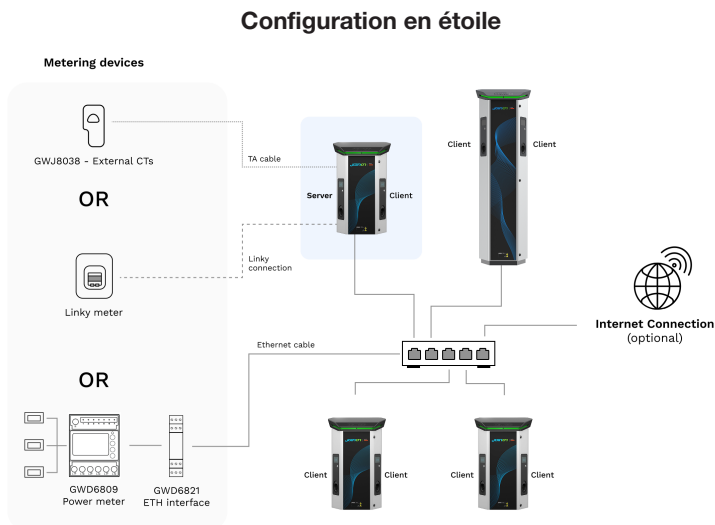 Configuration en étoile
Metering devices
GWJ8038 - External CTs
TA cable
OR
Server
Client
Client
Client
Linky
connection
Linky meter
Internet Connection
(optional)
Ethernet cable
OR
Client
Client
Client
Client
GWD6809
Power meter
GWD6821
ETH interface